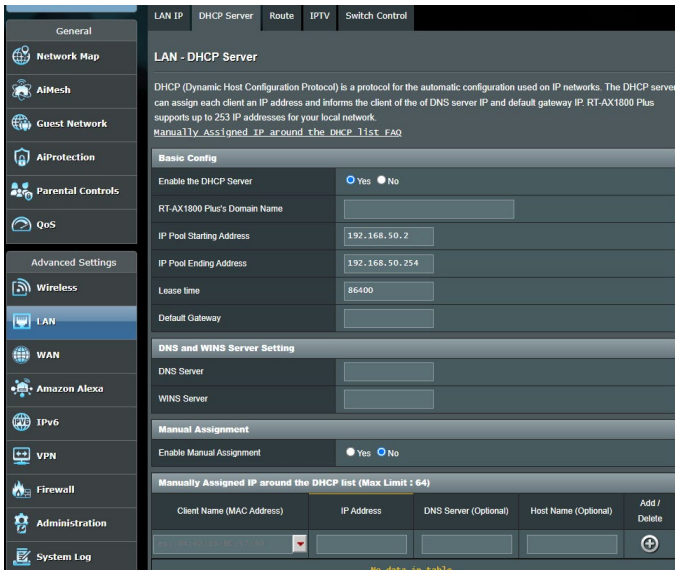 LAN IP DHCP Server Route IPTV Switch Control
General
Network Map
AiMesh
Guest Network
AiProtection
Parental Controls
QoS
Advanced Settings
Wireless
LAN
WAN
Amazon Alexa
IPv6
VPN
Firewall
Administration
System Log
LAN - DHCP Server
DHCP (Dynamic Host Configuration Protocol) is a protocol for the automatic configuration used on IP networks. The DHCP server
can assign each client an IP address and informs the client of the of DNS server IP and default gateway IP. RT-AX1800 Plus
supports up to 253 IP addresses for your local network.
Manually Assigned IP around the DHCP list FAQ
Basic Config
Enable the DHCP Server Yes No
RT-AX1800 Plus's Domain Name
IP Pool Starting Address 192.168.50.2
IP Pool Ending Address 192.168.50.254
Lease time 86400
Default Gateway
DNS and WINS Server Setting
DNS Server
WINS Server
Manual Assignment
Enable Manual Assignment Yes No
Manually Assigned IP around the DHCP list (Max Limit : 64)
Client Name (MAC Address) IP Address DNS Server (Optional) Host Name (Optional) Add /
Delete
No data in table